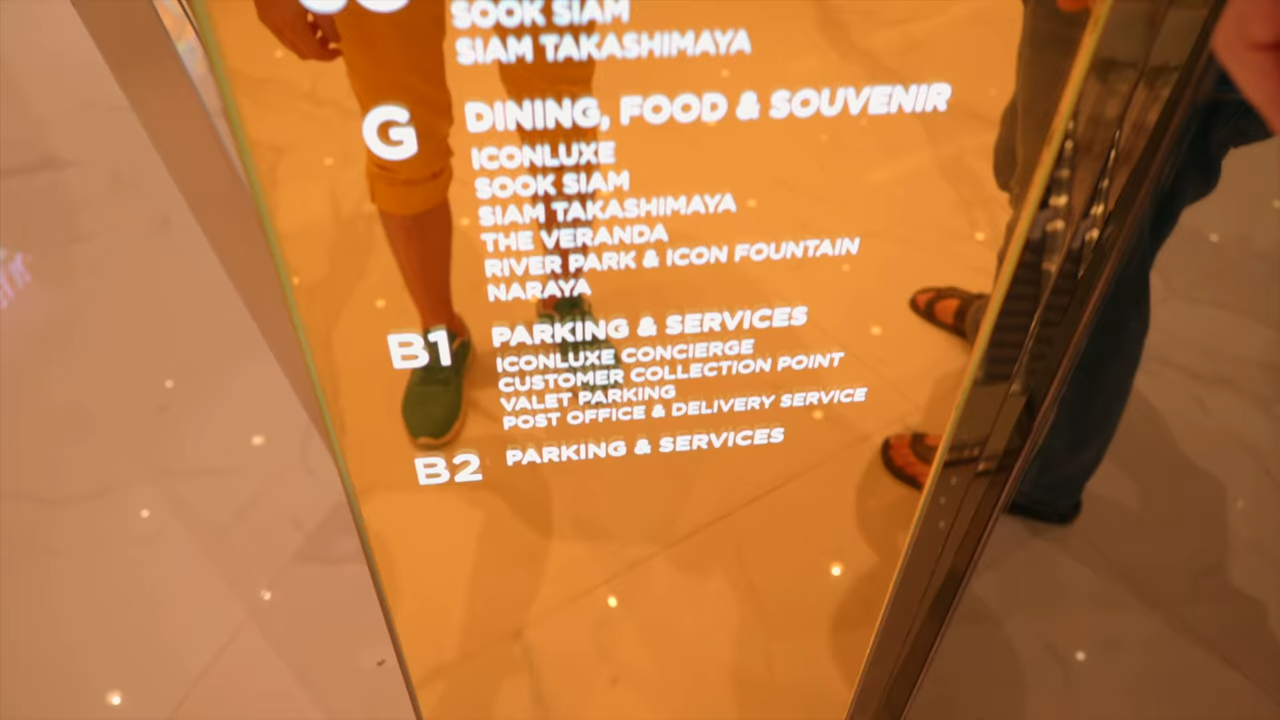 SOOK SIAM
SIAM TAKASHIMAYA
G DINING, FOOD & SOUVENIR
ICONLUXE
SOOK SIAM
SIAM TAKASHIMAYA
THE VERANDA
RIVER PARK & ICON FOUNTAIN
NARAYA
B1 PARKING & SERVICES
ICONLUXE CONCIERGE
CUSTOMER COLLECTION POINT
VALET PARKING
POST OFFICE & DELIVERY SERVICE
B2 PARKING & SERVICES